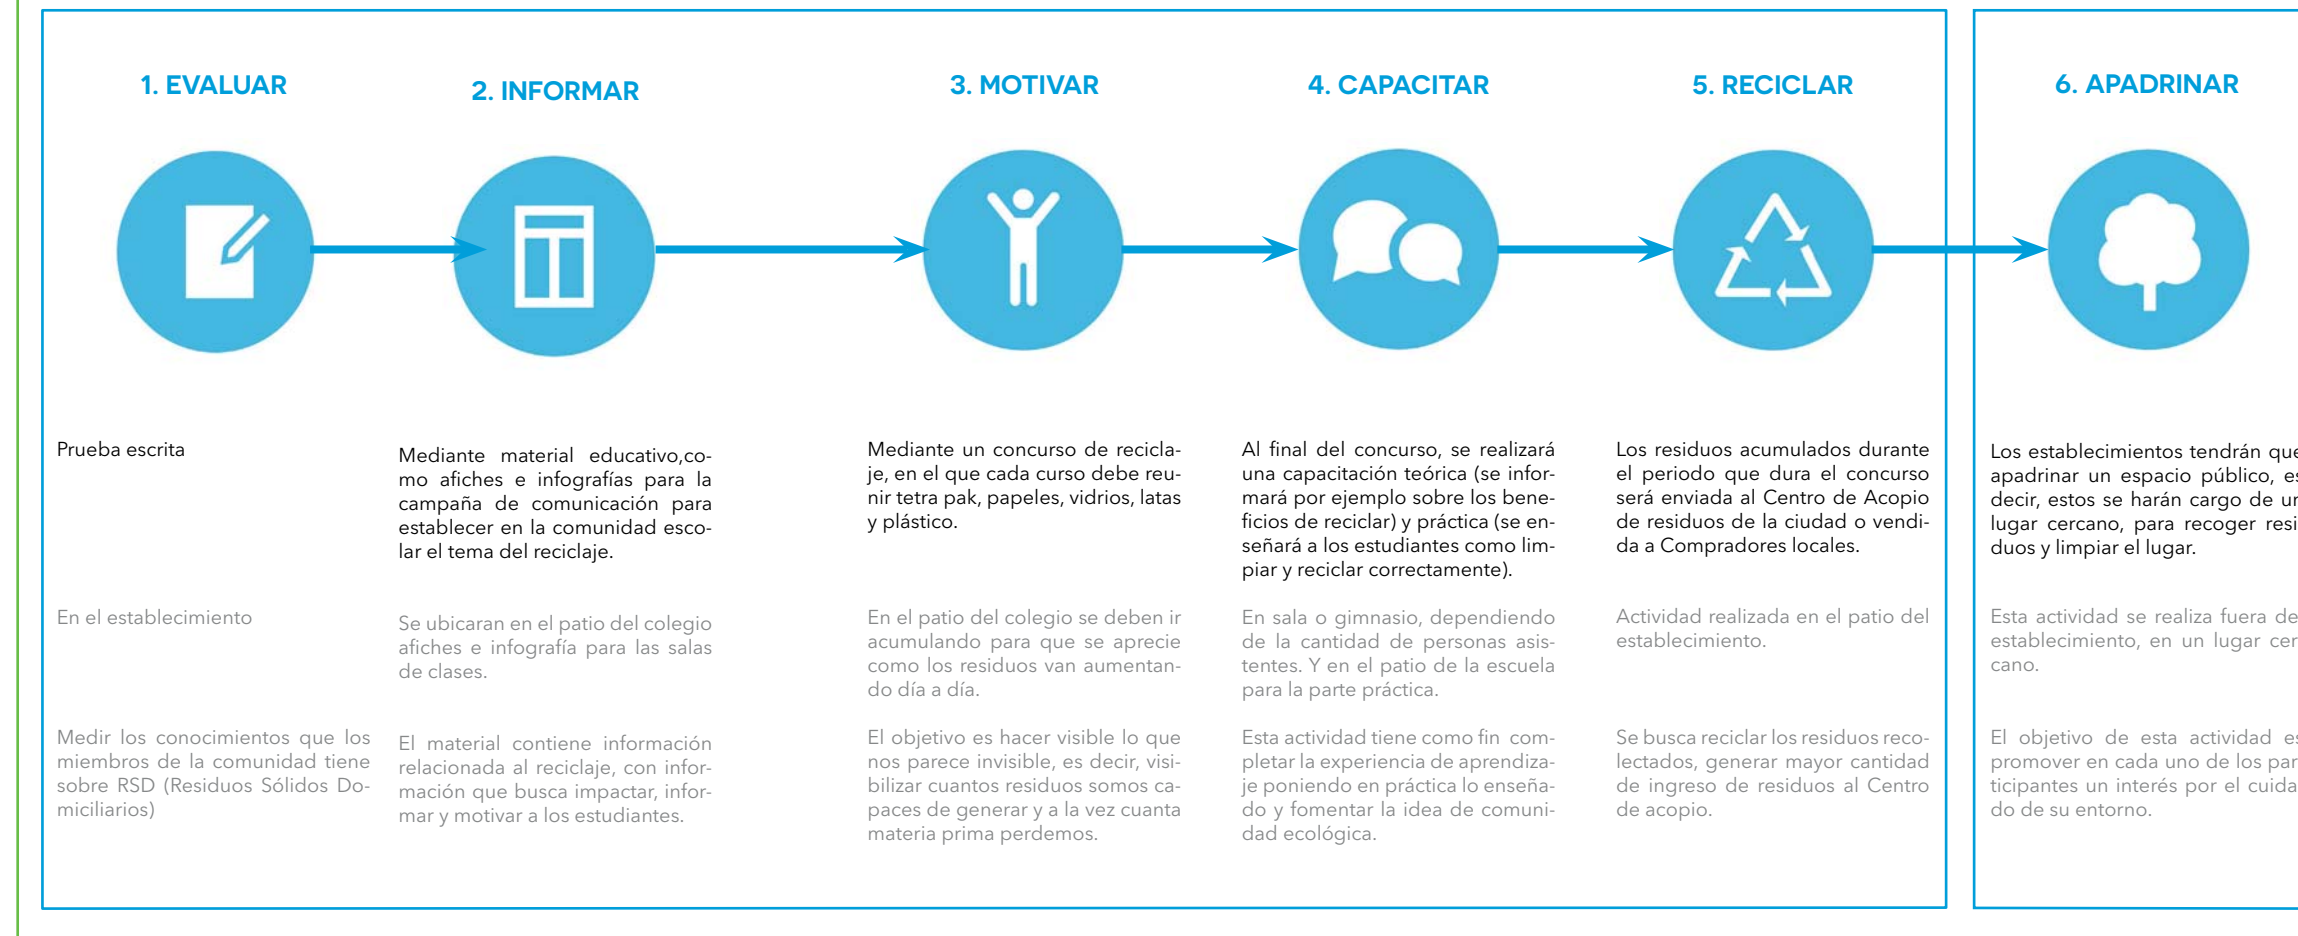 1. EVALUAR
Prueba escrita
En el establecimiento
Medir los conocimientos que los
miembros de la comunidad tiene
sobre RSD (Residuos Sólidos Do-
miciliarios)
2. INFORMAR
Mediante material educativo,co-
mo afiches e infografías para la
campaña de comunicación para
establecer en la comunidad esco-
lar el tema del reciclaje.
Se ubicaran en el patio del colegio
afiches e infografía para las salas
de clases.
El material contiene información
relacionada al reciclaje, con infor-
mación que busca impactar, infor-
mar y motivar a los estudiantes.
3. MOTIVAR
Mediante un concurso de recicla-
je, en el que cada curso debe reu-
nir tetra pak, papeles, vidrios, latas
y plástico.
En el patio del colegio se deben ir
acumulando para que se aprecie
como los residuos van aumentan-
do día a día.
El objetivo es hacer visible lo que
nos parece invisible, es decir, visi-
bilizar cuantos residuos somos ca-
paces de generar y a la vez cuanta
materia prima perdemos.
4. CAPACITAR
Al final del concurso, se realizará
una capacitación teórica (se infor-
mará por ejemplo sobre los bene-
ficios de reciclar) y práctica (se en-
señará a los estudiantes como lim-
piar y reciclar correctamente).
En sala o gimnasio, dependiendo
de la cantidad de personas asis-
tentes. Y en el patio de la escuela
para la parte práctica.
Esta actividad tiene como fin com-
pletar la experiencia de aprendiza-
je poniendo en práctica lo enseña-
do y fomentar la idea de comuni-
dad ecológica.
5. RECICLAR
Los residuos acumulados durante
el periodo que dura el concurso
será enviada al Centro de Acopio
de residuos de la ciudad o vendi-
da a Compradores locales.
Actividad realizada en el patio del
establecimiento.
Se busca reciclar los residuos reco-
lectados, generar mayor cantidad
de ingreso de residuos al Centro
de acopio.
6. APADRINAR
Los establecimientos tendrán que
apadrinar un espacio público, es
decir, estos se harán cargo de un
lugar cercano, para recoger resi
duos y limpiar el lugar.
Esta actividad se realiza fuera de
establecimiento, en un lugar cer
cano.
El objetivo de esta actividad es
promover en cada uno de los par
ticipantes un interés por el cuida
do de su entorno.